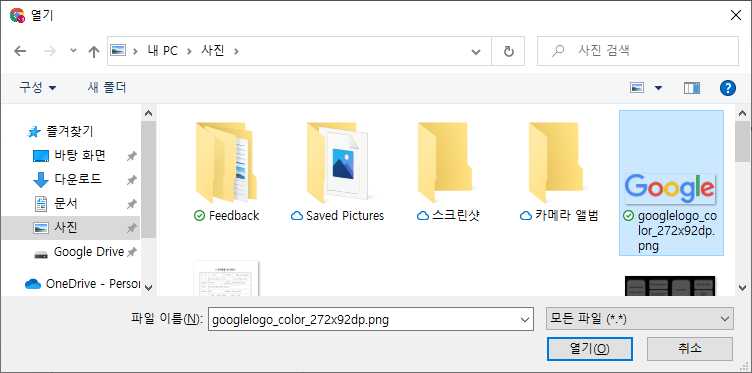 열기
내 PC
사진
사진 검색
구성
새 폴더
즐겨찾기
바탕 화면
다운로드
문서
사진
Google Drive
OneDrive - Person
Feedback
Saved Pictures
스크린샷
카메라 앨범
Google
googlelogo_co
lor_272x92dp.
png
파일 이름(N):
googlelogo_color_272x92dp.png
모든 파일 (*.*)
열기(O)
취소